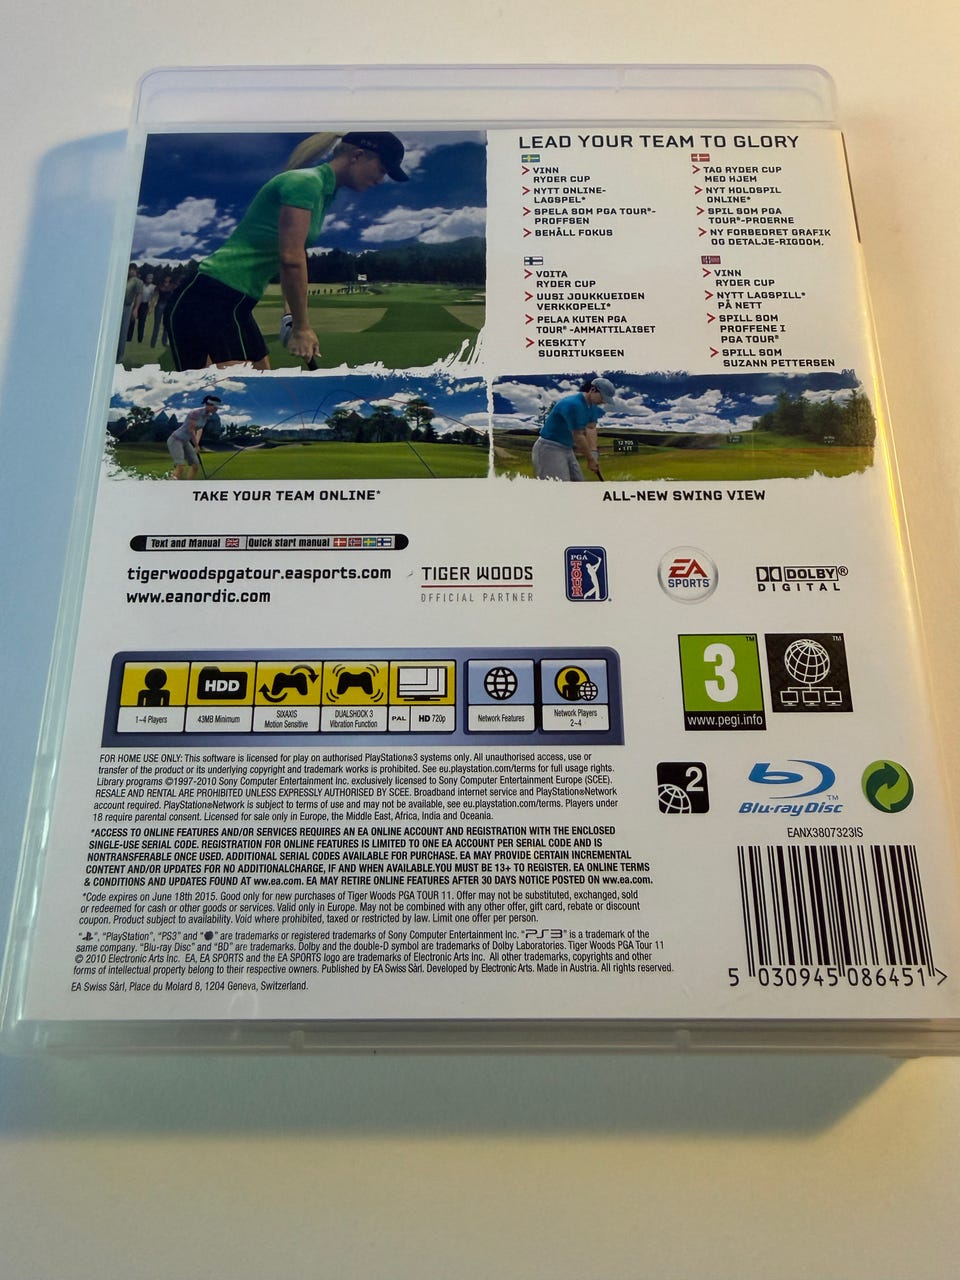 LEAD YOUR TEAM TO GLORY
> VINN
RYDER CUP
> NYTT ONLINE-
LAGSPEL*
> SPELA SOM PGA TOUR®-
PROFFSEN
> BEHÅLL FOKUS
> TAG RYDER CUP
MED HJEM
> NYT HOLDSPIL
ONLINE*
> SPIL SOM PGA
TOUR®-PROERNE
> NY FORBEDRET GRAFIK
OG DETALJE-RIGDOM.
> VOITA
RYDER CUP
> UUSI JOUKKUEIDEN
VERKKOPELI*
> PELAA KUTEN PGA
TOUR® -AMMATTILAISET
> KESKITY
SUORITUKSEEN
> VINN
RYDER CUP
> NYTT LAGSPILL*
PÅ NETT
> SPILL SOM
PROFFENE I
PGA TOUR®
> SPILL SOM
SUZANN PETTERSEN
TAKE YOUR TEAM ONLINE*
ALL-NEW SWING VIEW
Text and Manual Quick start manual
tigerwoodspgatour.easports.com
www.eanordic.com
TIGER WOODS
OFFICIAL PARTNER
PGA TOUR
EA SPORTS™
DOLBY®
DIGITAL
1-4 Players
HDD
43MB Minimum
SIXAXIS
Motion Sensitive
DUALSHOCK 3
Vibration Function
PAL HD 720p
Network Features
Network Players
2-4
3
www.pegi.info
FOR HOME USE ONLY: This software is licensed for play on authorised PlayStation®3 systems only. All unauthorised access, use or
transfer of the product or its underlying copyright and trademark works is prohibited. See eu.playstation.com/terms for full usage rights.
Library programs ©1997-2010 Sony Computer Entertainment Inc. exclusively licensed to Sony Computer Entertainment Europe (SCEE).
RESALE AND RENTAL ARE PROHIBITED UNLESS EXPRESSLY AUTHORISED BY SCEE. Broadband internet service and PlayStation®Network
account required. PlayStation®Network is subject to terms of use and may not be available, see eu.playstation.com/terms. Players under
18 require parental consent. Licensed for sale only in Europe, the Middle East, Africa, India and Oceania.
*ACCESS TO ONLINE FEATURES AND/OR SERVICES REQUIRES AN EA ONLINE ACCOUNT AND REGISTRATION WITH THE ENCLOSED
SINGLE-USE SERIAL CODE. REGISTRATION FOR ONLINE FEATURES IS LIMITED TO ONE EA ACCOUNT PER SERIAL CODE AND IS
NONTRANSFERABLE ONCE USED. ADDITIONAL SERIAL CODES AVAILABLE FOR PURCHASE. EA MAY PROVIDE CERTAIN INCREMENTAL
CONTENT AND/OR UPDATES FOR NO ADDITIONALCHARGE, IF AND WHEN AVAILABLE.YOU MUST BE 13+ TO REGISTER. EA ONLINE TERMS
& CONDITIONS AND UPDATES FOUND AT ww.ea.com. EA MAY RETIRE ONLINE FEATURES AFTER 30 DAYS NOTICE POSTED ON ww.ea.com.
*Code expires on June 18th 2015. Good only for new purchases of Tiger Woods PGA TOUR 11. Offer may not be substituted, exchanged, sold
or redeemed for cash or other goods or services. Valid only in Europe. May not be combined with any other offer, gift card, rebate or discount
coupon. Product subject to availability. Void where prohibited, taxed or restricted by law. Limit one offer per person.
" ", "PlayStation", "PS3" and " " are trademarks or registered trademarks of Sony Computer Entertainment Inc. "PS3" is a trademark of the
same company. "Blu-ray Disc" and "BD" are trademarks. Dolby and the double-D symbol are trademarks of Dolby Laboratories. Tiger Woods PGA Tour 11
© 2010 Electronic Arts Inc. EA, EA SPORTS and the EA SPORTS logo are trademarks of Electronic Arts Inc. All other trademarks, copyrights and other
forms of intellectual property belong to their respective owners. Published by EA Swiss Sàrl. Developed by Electronic Arts. Made in Austria. All rights reserved.
EA Swiss Sàrl, Place du Molard 8, 1204 Geneva, Switzerland.
2
Blu-ray Disc™
EANX3807323IS
5 030945 086451 >